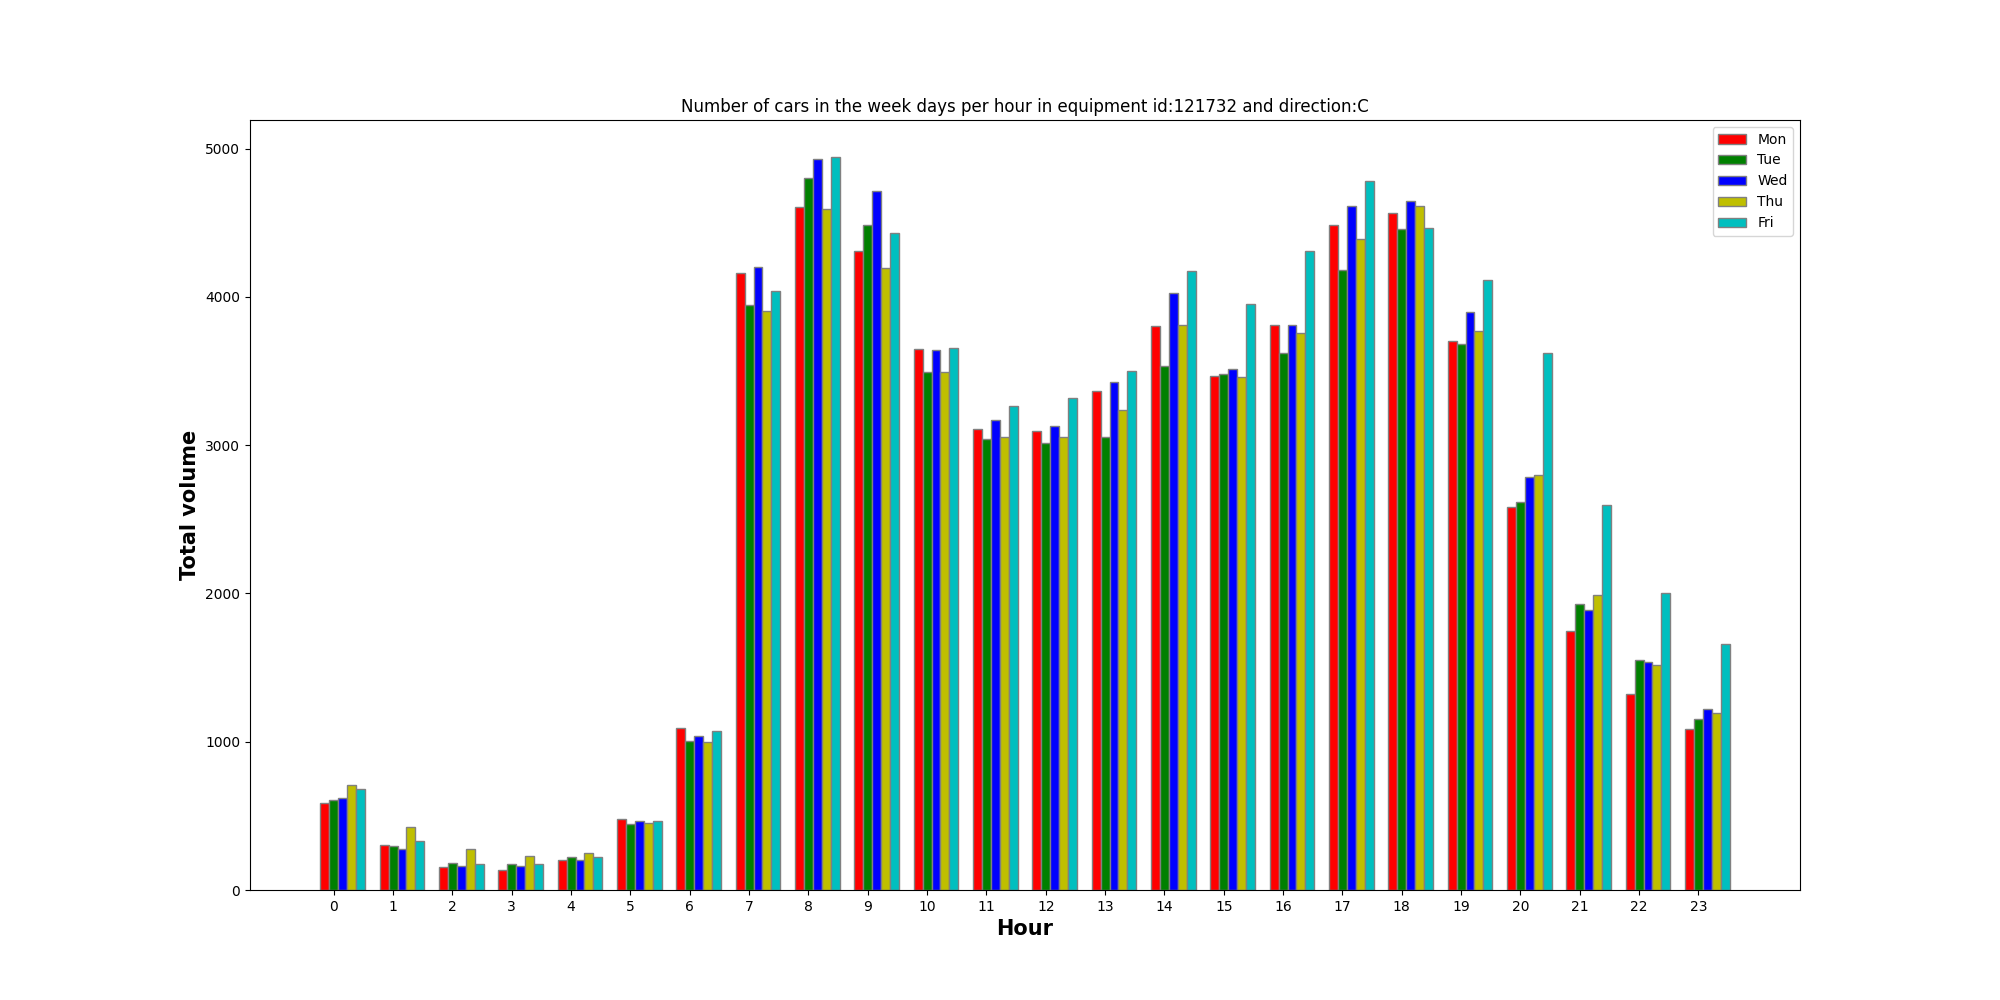 Number of cars in the week days per hour in equipment id:121732 and direction:C
Mon
Tue
Wed
Thu
Fri
5000
4000
3000
2000
1000
0
Total volume
0 1 2 3 4 5 6 7 8 9 10 11 12 13 14 15 16 17 18 19 20 21 22 23
Hour